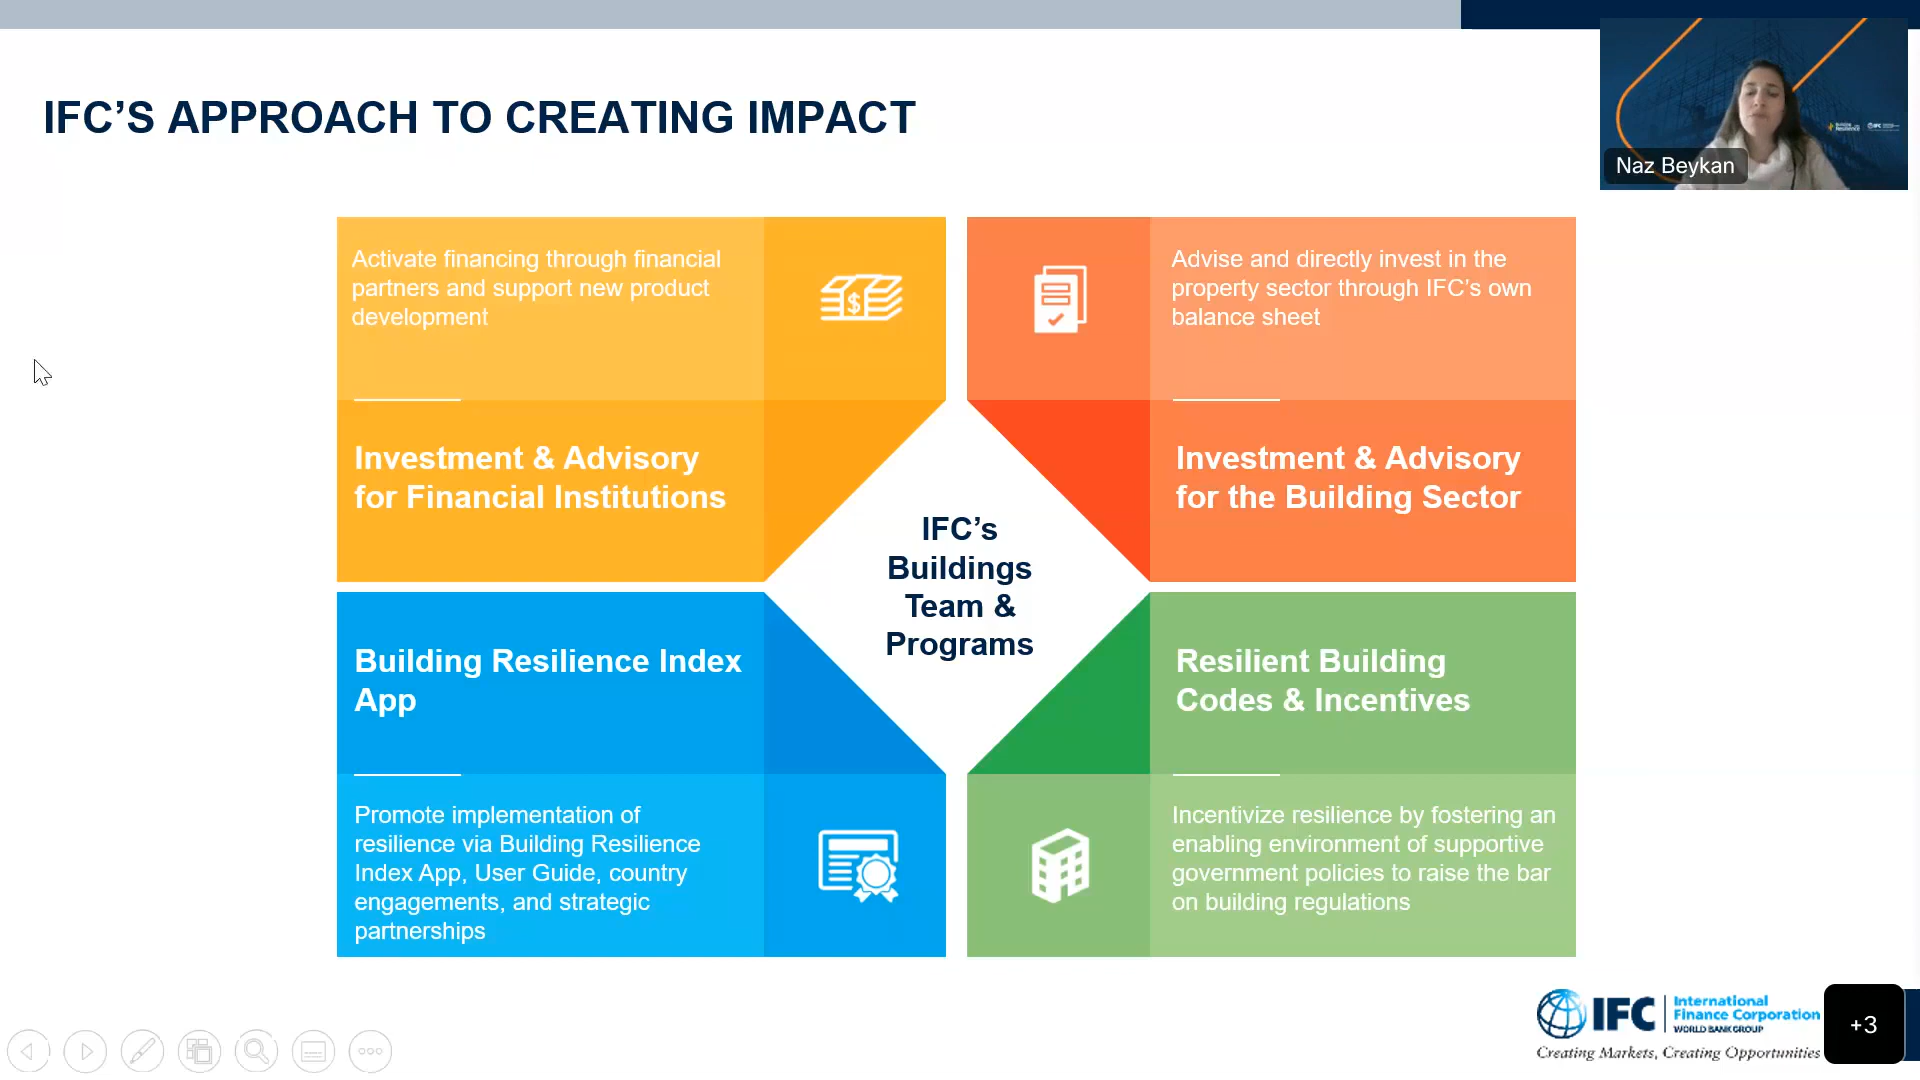 IFC’S APPROACH TO CREATING IMPACT
Naz Beykan
Activate financing through financial
partners and support new product
development
Investment & Advisory
for Financial Institutions
Advise and directly invest in the
property sector through IFC’s own
balance sheet
Investment & Advisory
for the Building Sector
IFC’s
Buildings
Team &
Programs
Building Resilience Index
App
Promote implementation of
resilience via Building Resilience
Index App, User Guide, country
engagements, and strategic
partnerships
Resilient Building
Codes & Incentives
Incentivize resilience by fostering an
enabling environment of supportive
government policies to raise the bar
on building regulations
IFC
International
Finance Corporation
WORLD BANK GROUP
Creating Markets, Creating Opportunities
+3